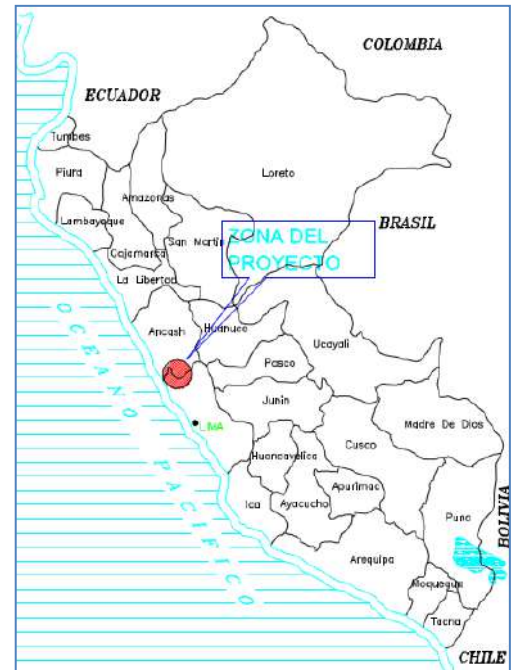 COLOMBIA
ECUADOR
Tumbes
Piura
Loreto
Amazonas
Lambayeque
San Martin
BRASIL
ZONA DEL
PROYECTO
Cajamarca
La Libertad
Ancash
Huanuco
Ucayali
Pasco
Junin
LIMA
Madre De Dios
Cusco
Huancavelica
Apurimac
Ica
Ayacucho
Puno
BOLIVIA
Arequipa
Moquegua
Tacna
CHILE
OCEANO PACIFICO